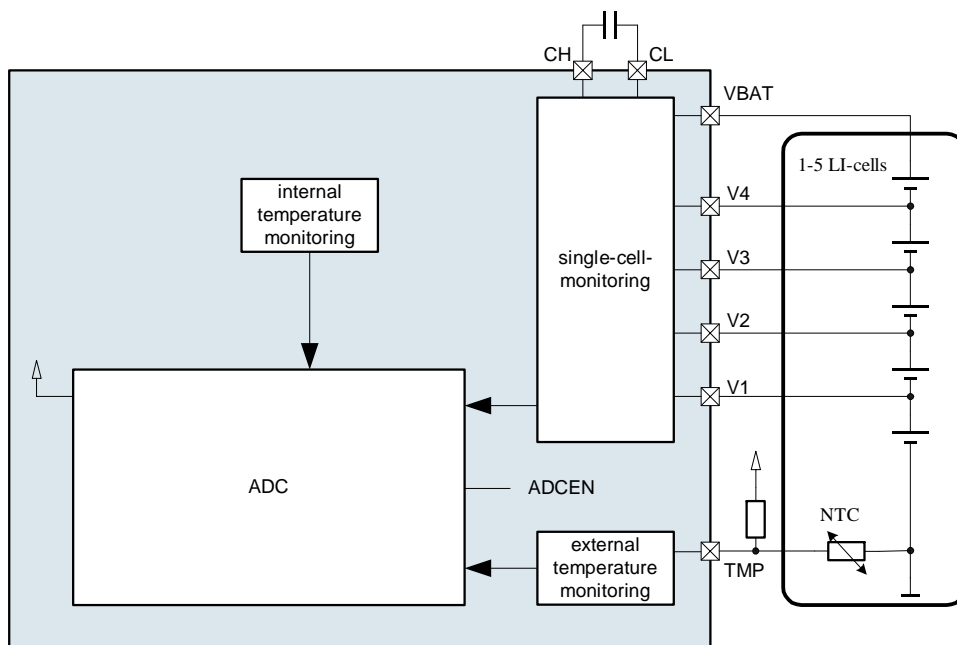 CH
CL
VBAT
1-5 LI-cells
internal
temperature
monitoring
V4
single-cell-
monitoring
V3
V2
V1
ADC
ADCEN
NTC
external
temperature
monitoring
TMP